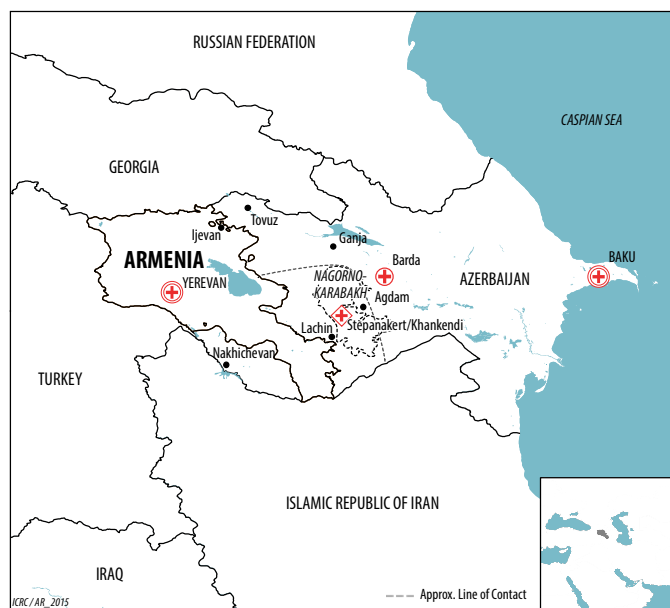 RUSSIAN FEDERATION
CASPIAN SEA
GEORGIA
Tovuz
Ijevan
Ganja
ARMENIA
BAKU
Barda
NAGORNO-
KARABAKH
AZERBAIJAN
YEREVAN
Agdam
Stepanakert/Khankendi
Lachin
Nakhichevan
TURKEY
ISLAMIC REPUBLIC OF IRAN
IRAQ
Approx. Line of Contact
ICRC / AR_2015